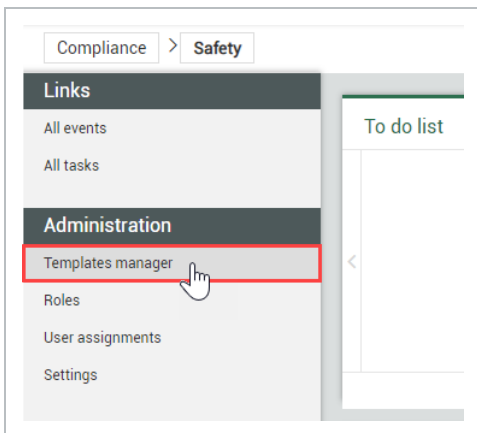 Compliance > Safety
Links
All events
To do list
All tasks
Administration
Templates manager
Roles
User assignments
Settings